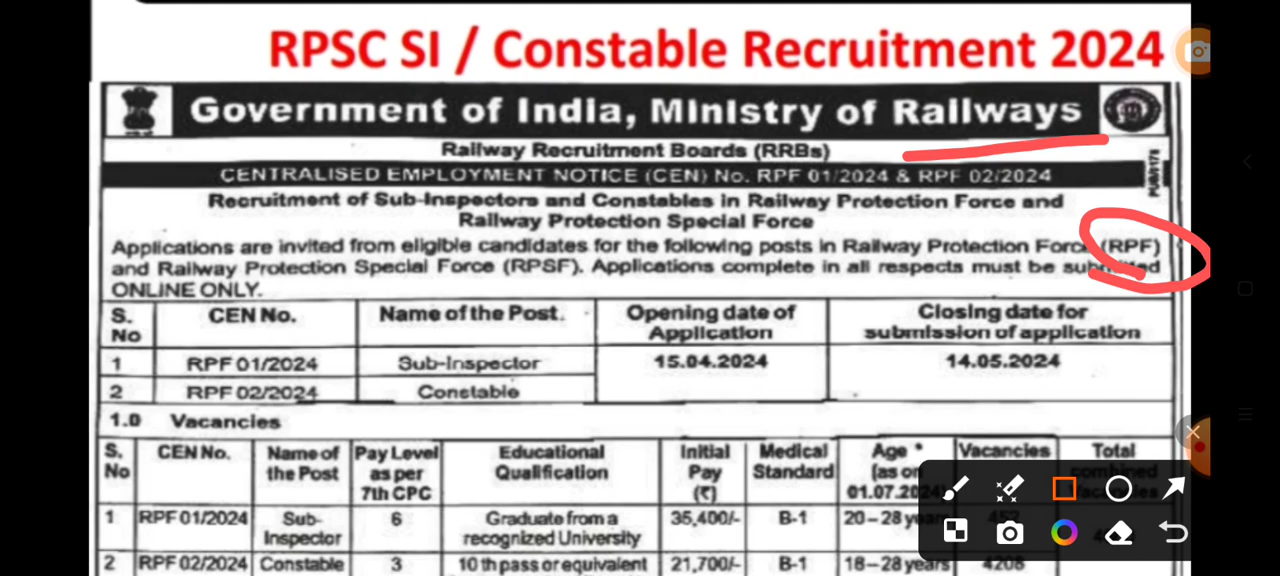 RPSC SI / Constable Recruitment 2024
Government of India, Ministry of Railways
Railway Recruitment Boards (RRBs)
CENTRALISED EMPLOYMENT NOTICE (CEN) No. RPF 01/2024 & RPF 02/2024
PUB/0178
Recruitment of Sub-Inspectors and Constables in Railway Protection Force and
Railway Protection Special Force
Applications are invited from eligible candidates for the following posts in Railway Protection Force (RPF)
and Railway Protection Special Force (RPSF). Applications complete in all respects must be submitted
ONLINE ONLY.
S. No CEN No. Name of the Post. Opening date of Application Closing date for submission of application
1 RPF 01/2024 Sub-Inspector 15.04.2024 14.05.2024
2 RPF 02/2024 Constable
1.0 Vacancies
S. No CEN No. Name of the Post Pay Level as per 7th CPC Educational Qualification Initial Pay (₹) Medical Standard Age * (as on 01.07.2024) Vacancies Total combined
1 RPF 01/2024 Sub-Inspector 6 Graduate from a recognized University 35,400/- B-1 20-28 years 452
2 RPF 02/2024 Constable 3 10th pass or equivalent 21,700/- B-1 18-28 years 4208